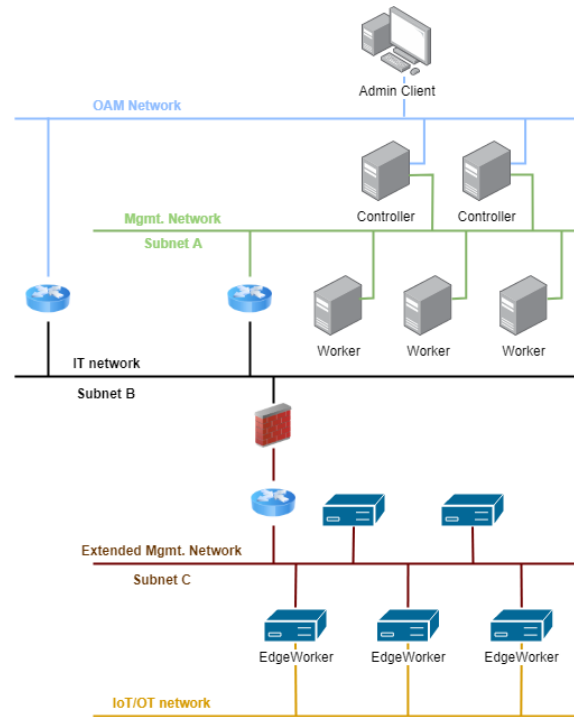 Admin Client
OAM Network
Controller
Controller
Mgmt. Network
Subnet A
Worker
Worker
Worker
IT network
Subnet B
Extended Mgmt. Network
Subnet C
EdgeWorker
EdgeWorker
EdgeWorker
IoT/OT network